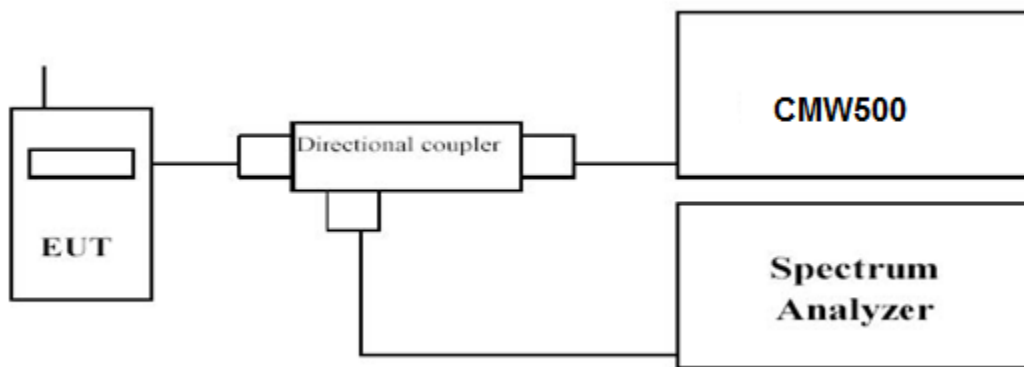 CMW500
Directional coupler
EUT
Spectrum
Analyzer